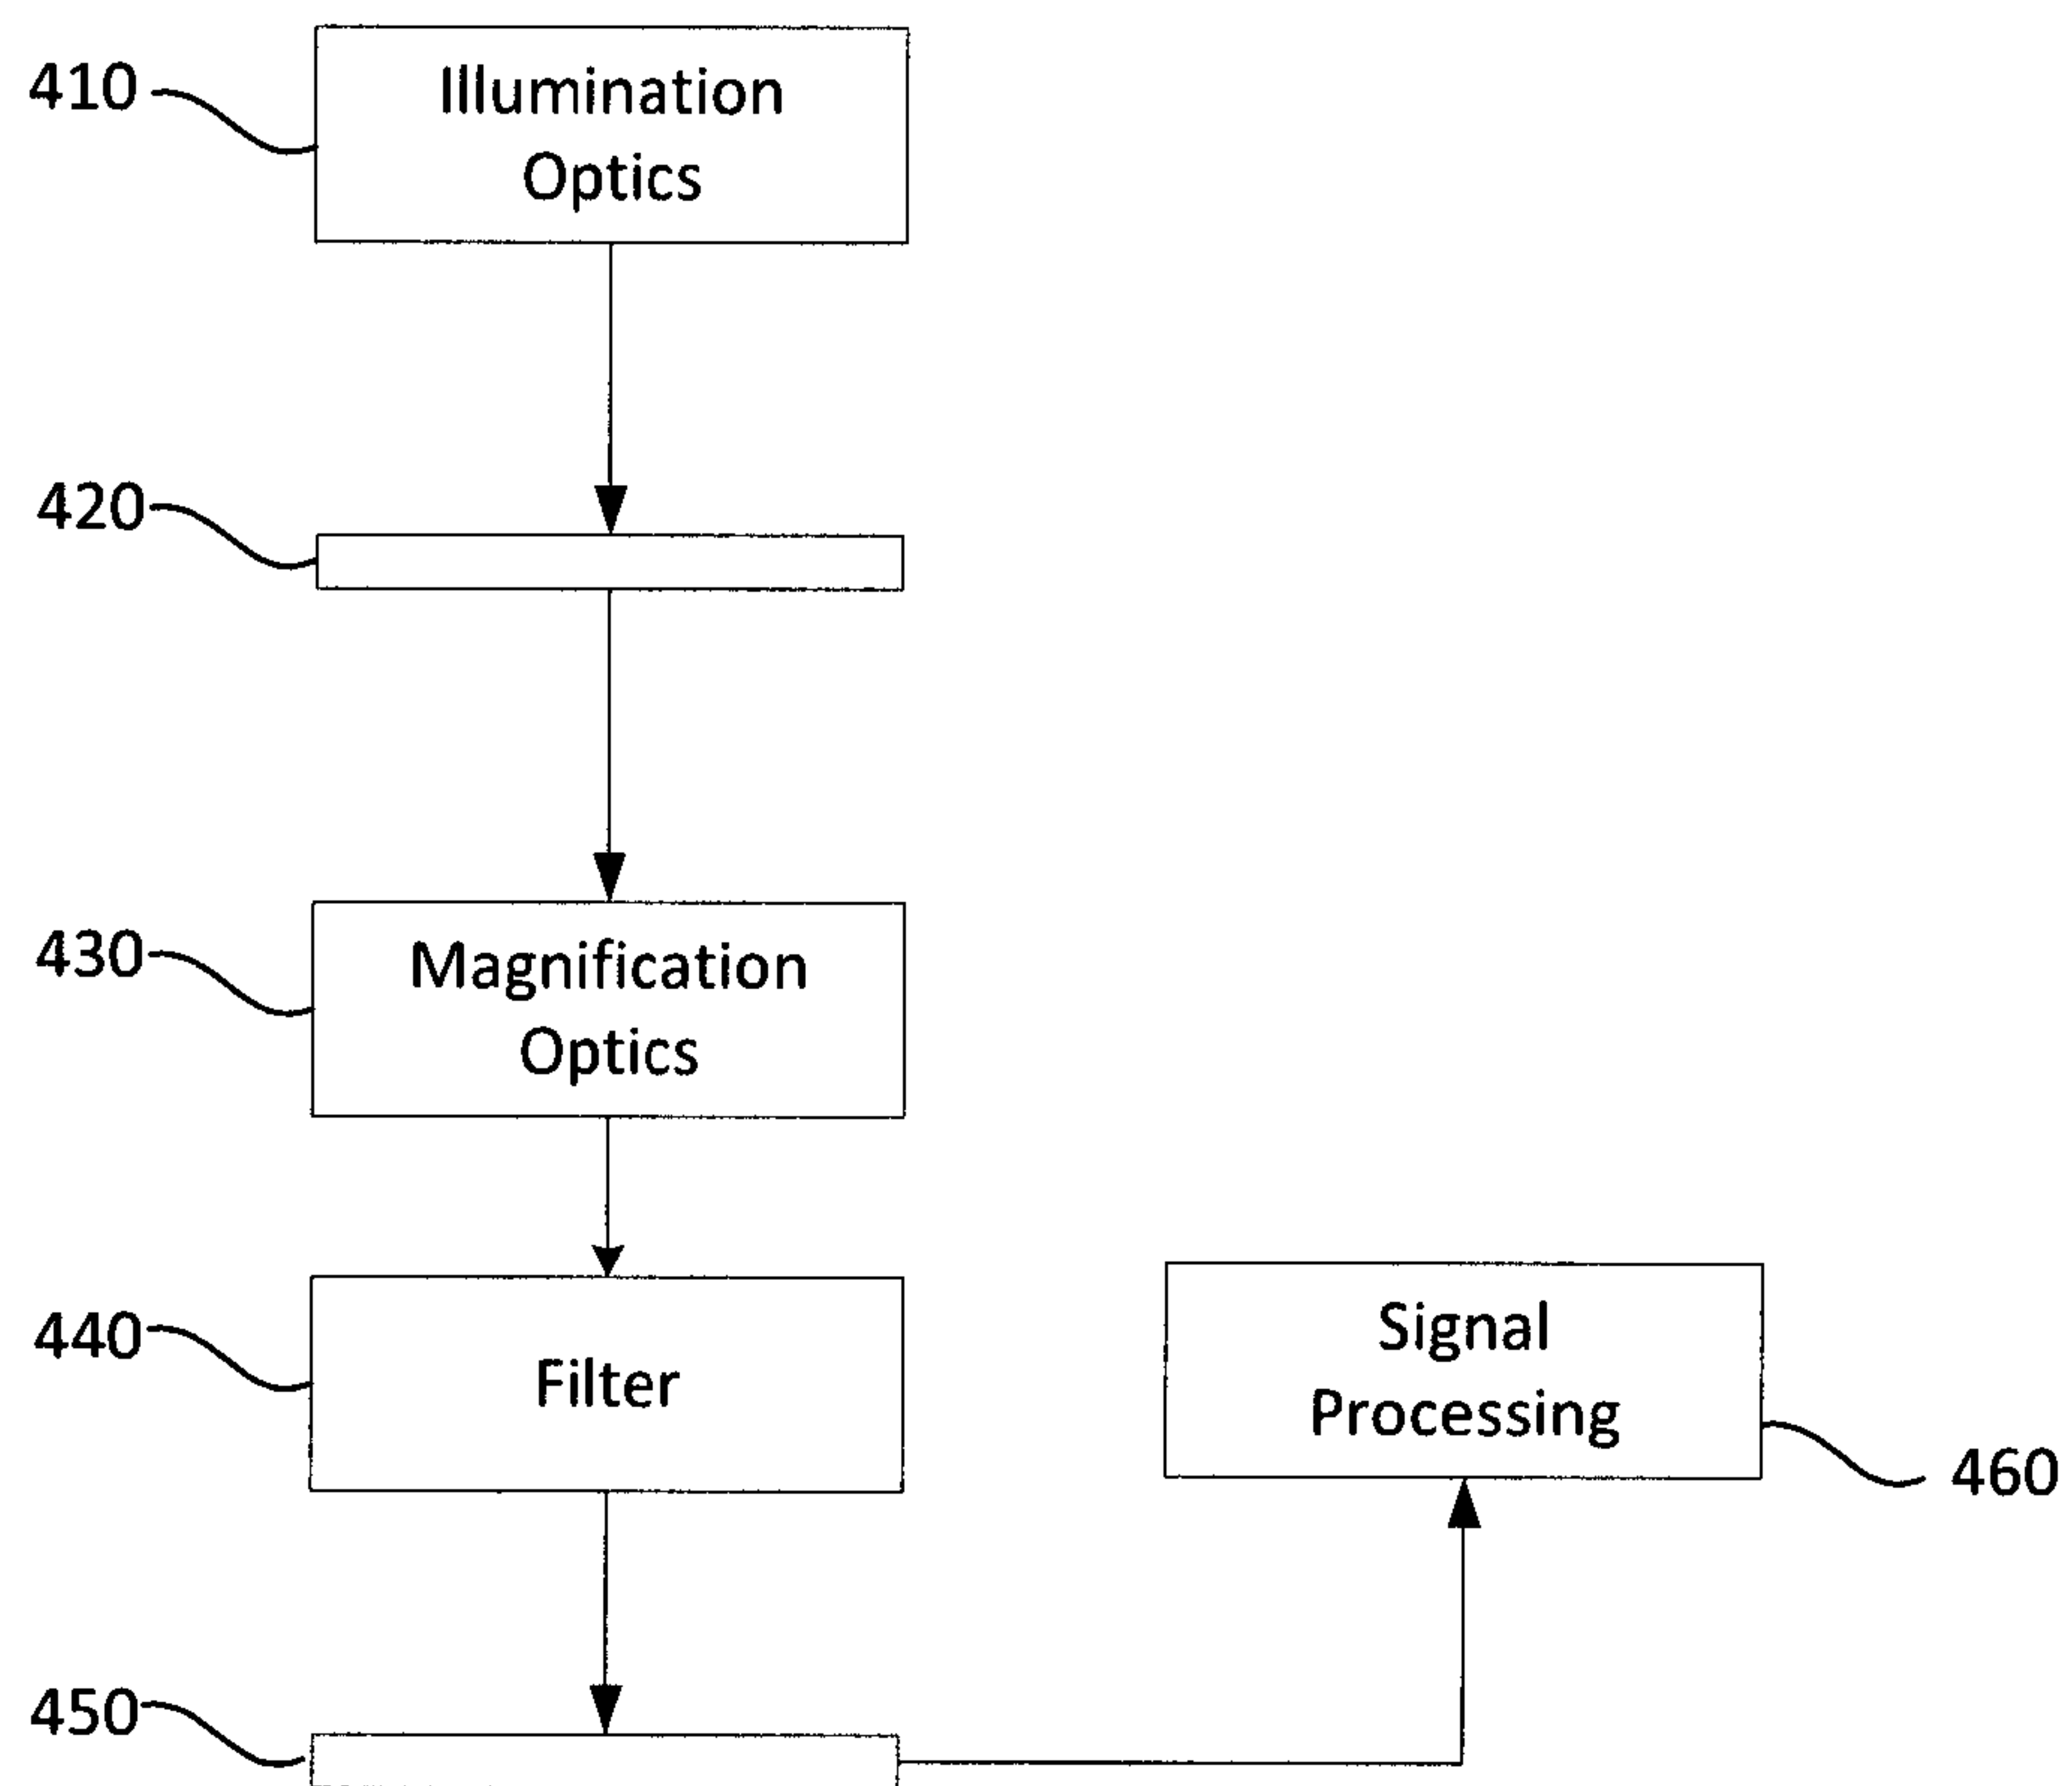 410
Illumination
Optics
420
430
Magnification
Optics
440
Filter
Signal
Processing
460
450